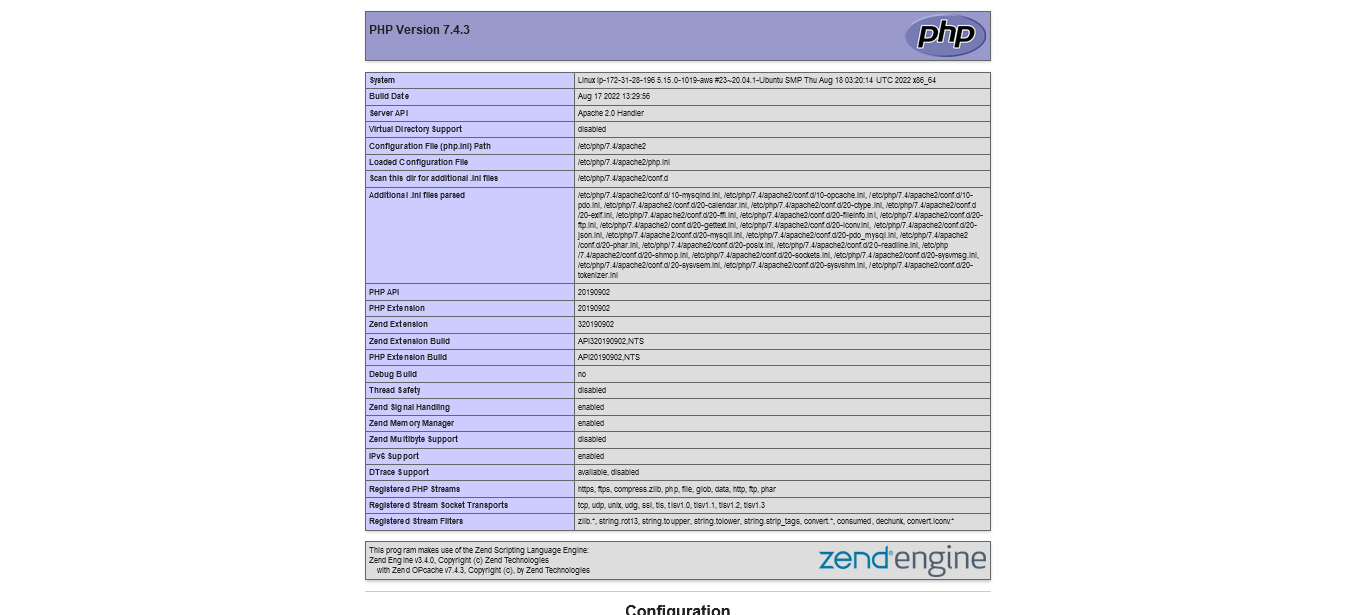 PHP Version 7.4.3
php
System Linux ip-172-31-28-196 5.15.0-1019-aws #23~20.04.1-Ubuntu SMP Thu Aug 18 03:20:14 UTC 2022 x86_64
Build Date Aug 17 2022 13:29:56
Server API Apache 2.0 Handler
Virtual Directory Support disabled
Configuration File (php.ini) Path /etc/php/7.4/apache2
Loaded Configuration File /etc/php/7.4/apache2/php.ini
Scan this dir for additional .ini files /etc/php/7.4/apache2/conf.d
Additional .ini files parsed /etc/php/7.4/apache2/conf.d/10-mysqlnd.ini, /etc/php/7.4/apache2/conf.d/10-opcache.ini, /etc/php/7.4/apache2/conf.d/10-
pdo.ini, /etc/php/7.4/apache2/conf.d/20-calendar.ini, /etc/php/7.4/apache2/conf.d/20-ctype.ini, /etc/php/7.4/apache2/conf.d
/20-exif.ini, /etc/php/7.4/apache2/conf.d/20-ffi.ini, /etc/php/7.4/apache2/conf.d/20-fileinfo.ini, /etc/php/7.4/apache2/conf.d/20-
ftp.ini, /etc/php/7.4/apache2/conf.d/20-gettext.ini, /etc/php/7.4/apache2/conf.d/20-iconv.ini, /etc/php/7.4/apache2/conf.d/20-
json.ini, /etc/php/7.4/apache2/conf.d/20-mysqli.ini, /etc/php/7.4/apache2/conf.d/20-pdo_mysql.ini, /etc/php/7.4/apache2
/conf.d/20-phar.ini, /etc/php/7.4/apache2/conf.d/20-posix.ini, /etc/php/7.4/apache2/conf.d/20-readline.ini, /etc/php
/7.4/apache2/conf.d/20-shmop.ini, /etc/php/7.4/apache2/conf.d/20-sockets.ini, /etc/php/7.4/apache2/conf.d/20-sysvmsg.ini,
/etc/php/7.4/apache2/conf.d/20-sysvsem.ini, /etc/php/7.4/apache2/conf.d/20-sysvshm.ini, /etc/php/7.4/apache2/conf.d/20-
tokenizer.ini
PHP API 20190902
PHP Extension 20190902
Zend Extension 320190902
Zend Extension Build API320190902,NTS
PHP Extension Build API20190902,NTS
Debug Build no
Thread Safety disabled
Zend Signal Handling enabled
Zend Memory Manager enabled
Zend Multibyte Support disabled
IPv6 Support enabled
DTrace Support available, disabled
Registered PHP Streams https, ftps, compress.zlib, php, file, glob, data, http, ftp, phar
Registered Stream Socket Transports tcp, udp, unix, udg, ssl, tls, tlsv1.0, tlsv1.1, tlsv1.2, tlsv1.3
Registered Stream Filters zlib.*, string.rot13, string.toupper, string.tolower, string.strip_tags, convert.*, consumed, dechunk, convert.iconv.*
This program makes use of the Zend Scripting Language Engine:
Zend Engine v3.4.0, Copyright (c) Zend Technologies
with Zend OPcache v7.4.3, Copyright (c), by Zend Technologies
zend engine
Configuration